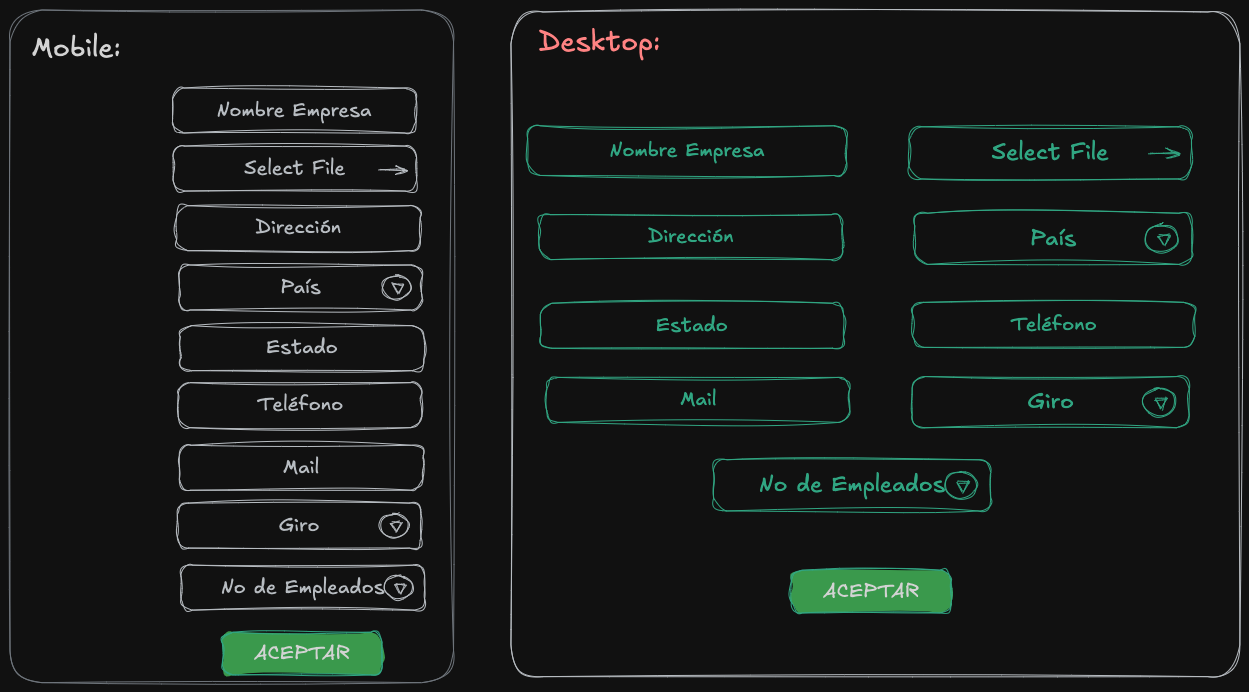 Mobile:
Nombre Empresa
Select File
Dirección
País
Estado
Teléfono
Mail
Giro
No de Empleados
ACEPTAR
Desktop:
Nombre Empresa
Select File
Dirección
País
Estado
Teléfono
Mail
Giro
No de Empleados
ACEPTAR